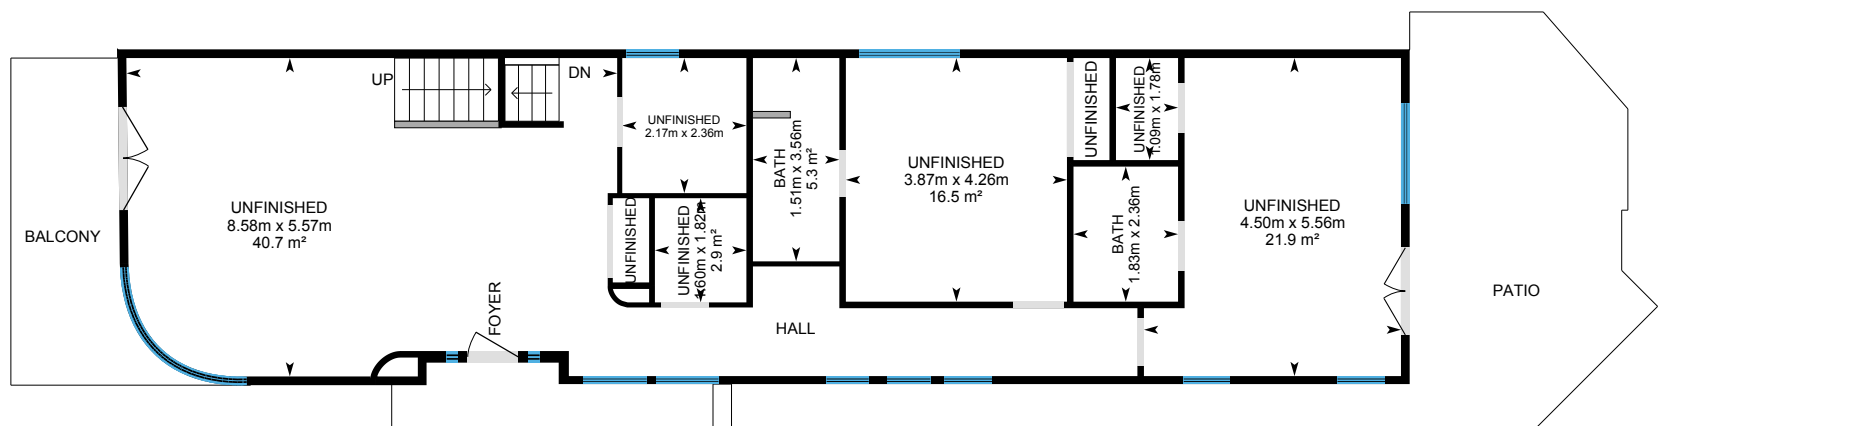 UP
DN
UNFINISHED
2.17m x 2.36m
BATH
1.51m x 3.56m
5.3 m²
UNFINISHED
3.87m x 4.26m
16.5 m²
UNFINISHED
UNFINISHED
1.09m x 1.78m
UNFINISHED
8.58m x 5.57m
40.7 m²
BALCONY
UNFINISHED
UNFINISHED
1.60m x 1.82m
2.9 m²
BATH
1.83m x 2.36m
UNFINISHED
4.50m x 5.56m
21.9 m²
PATIO
FOYER
HALL